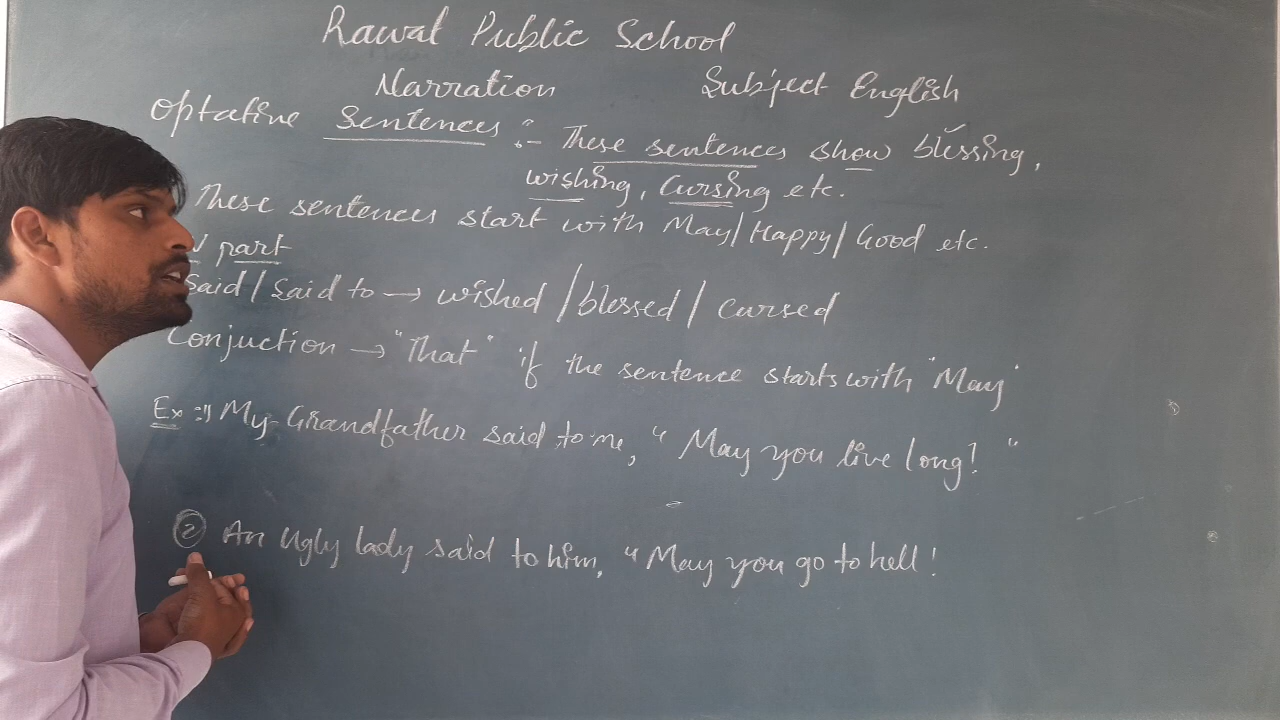 Rawal Public School
Narration Subject English
Optative Sentences :- These sentences show blessing,
wishing, Cursing etc.
These sentences start with May/Happy/Good etc.
part
Said/Said to → wished/blessed/cursed
Conjuction → "That" if the sentence starts with "May"
Ex :- 1) My Grandfather said to me, "May you live long!"
② An Ugly lady said to him, "May you go to hell!